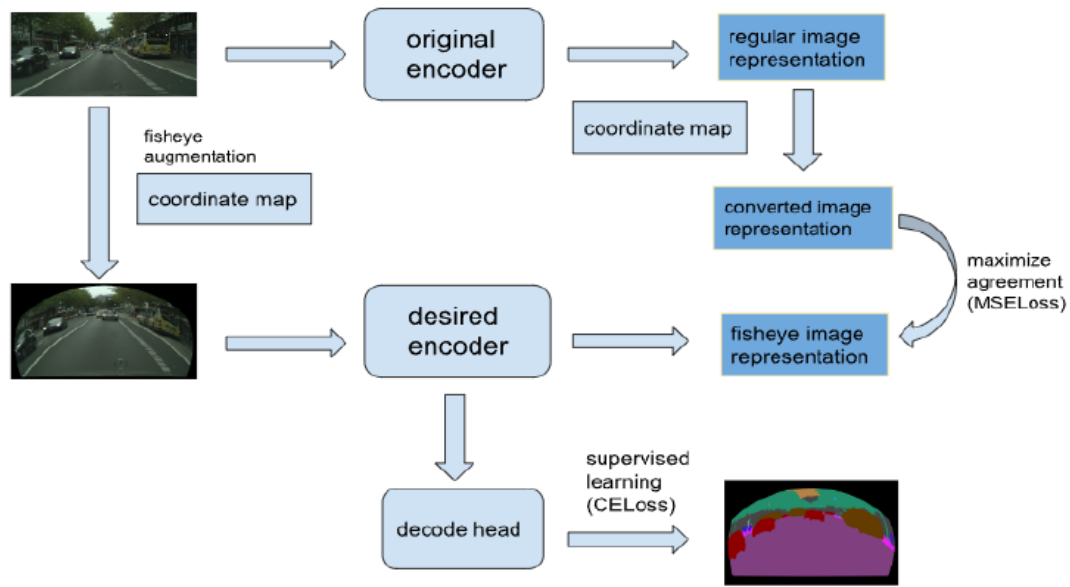 original
encoder
regular image
representation
fisheye
augmentation
coordinate map
coordinate map
converted image
representation
maximize
agreement
(MSELoss)
desired
encoder
fisheye image
representation
supervised
learning
(CELoss)
decode head